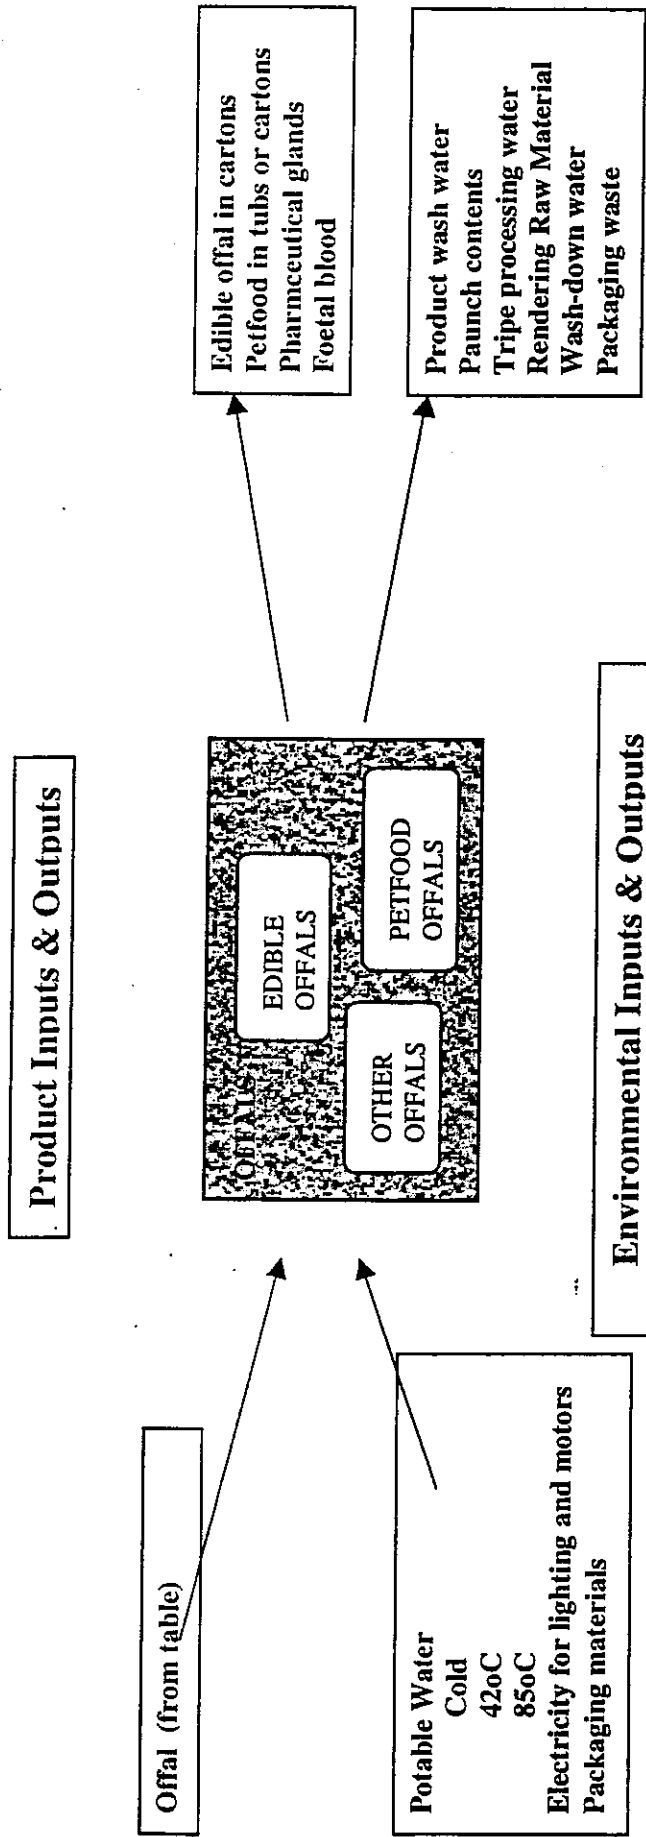 Product Inputs & Outputs
Offal (from table)
Potable Water
Cold
42oC
85oC
Electricity for lighting and motors
Packaging materials
OFFALS
EDIBLE
OFFALS
OTHER
OFFALS
PETFOOD
OFFALS
Edible offal in cartons
Petfood in tubs or cartons
Pharmceutical glands
Foetal blood
Product wash water
Paunch contents
Tripe processing water
Rendering Raw Material
Wash-down water
Packaging waste
Environmental Inputs & Outputs